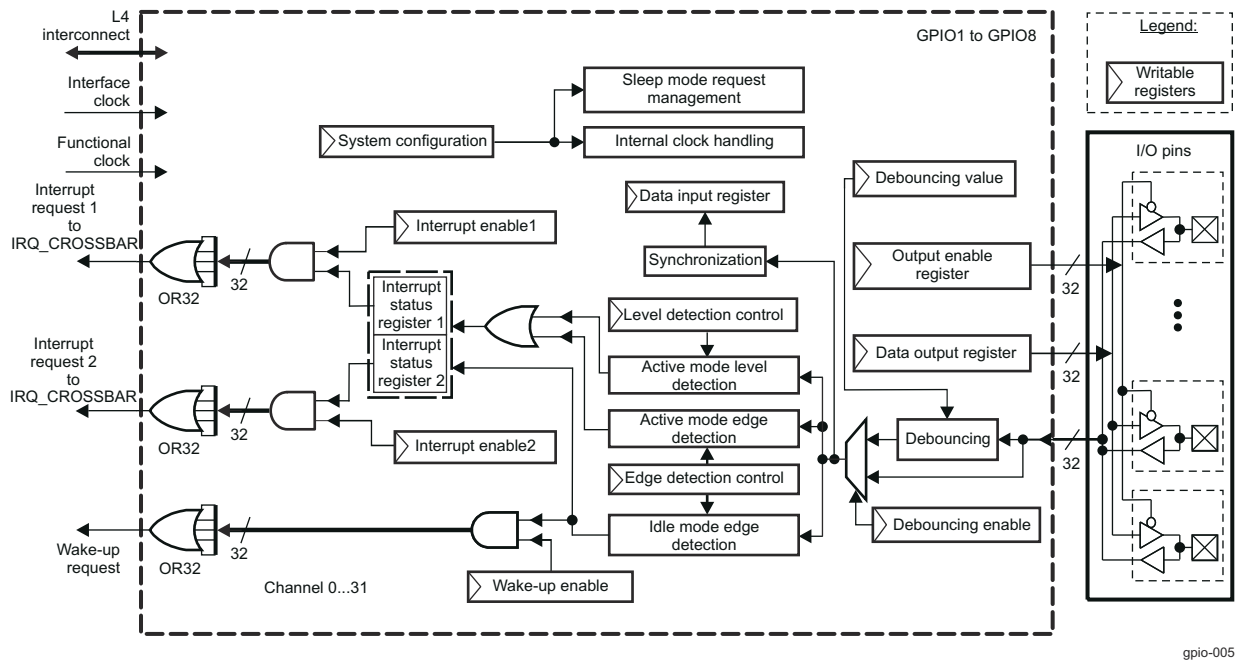 L4
interconnect
GPIO1 to GPIO8
Legend:
Writable
registers
Interface
clock
Functional
clock
Sleep mode request
management
System configuration
Internal clock handling
I/O pins
Interrupt
request 1
to
IRQ_CROSSBAR
Debouncing value
Data input register
Interrupt enable1
Output enable
register
Synchronization
32
OR32
32
Interrupt
status
register 1
Level detection control
Interrupt
request 2
to
IRQ_CROSSBAR
Interrupt
status
register 2
Data output register
32
Active mode level
detection
32
OR32
Active mode edge
detection
Debouncing
Interrupt enable2
32
Edge detection control
Debouncing enable
Idle mode edge
detection
Wake-up
request
32
OR32
Channel 0...31
Wake-up enable
gpio-005